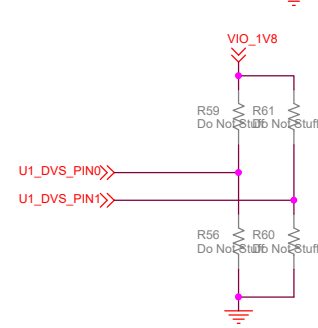 VIO_1V8
R59
Do Not Stuff
R61
Do Not Stuff
U1_DVS_PIN0
U1_DVS_PIN1
R56
Do Not Stuff
R60
Do Not Stuff